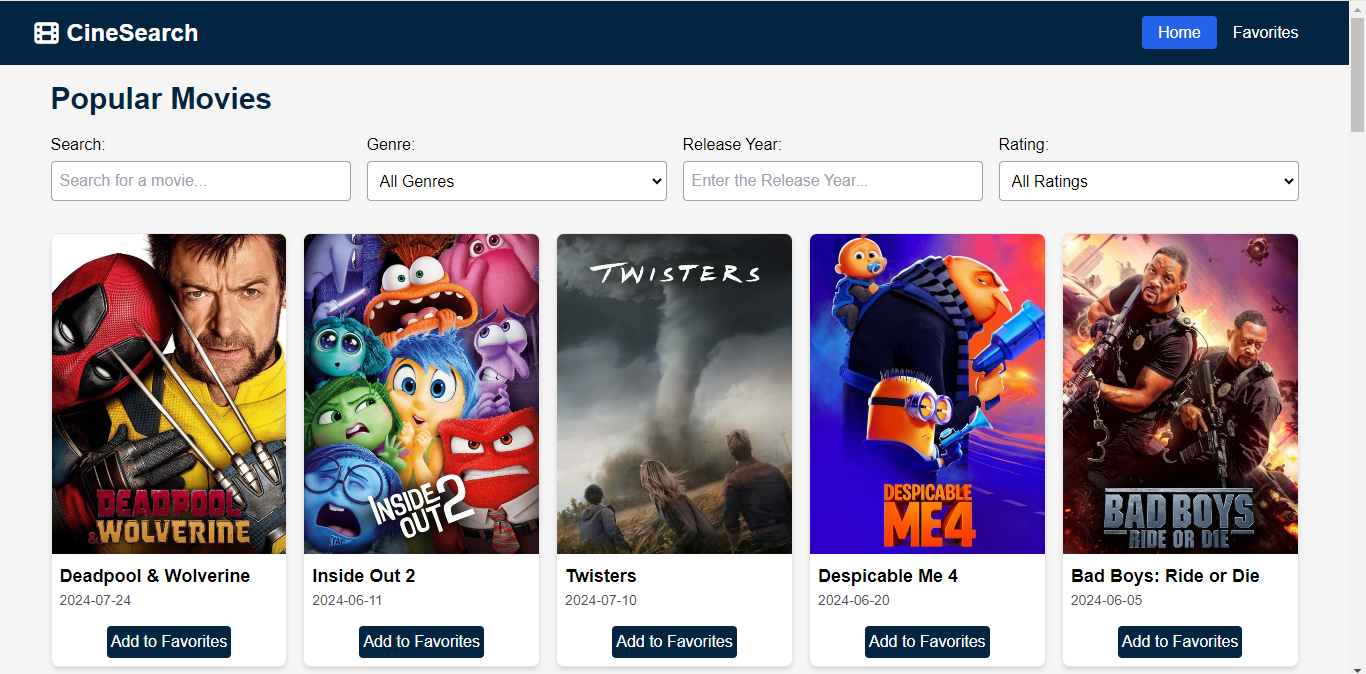 CineSearch
Home
Favorites
Popular Movies
Search:
Genre:
Release Year:
Rating:
Search for a movie...
All Genres
Enter the Release Year...
All Ratings
DEADPOOL
& WOLVERINE
INSIDE
OUT 2
TWISTERS
DESPICABLE
ME4
BAD BOYS
RIDE OR DIE
Deadpool & Wolverine
2024-07-24
Add to Favorites
Inside Out 2
2024-06-11
Add to Favorites
Twisters
2024-07-10
Add to Favorites
Despicable Me 4
2024-06-20
Add to Favorites
Bad Boys: Ride or Die
2024-06-05
Add to Favorites